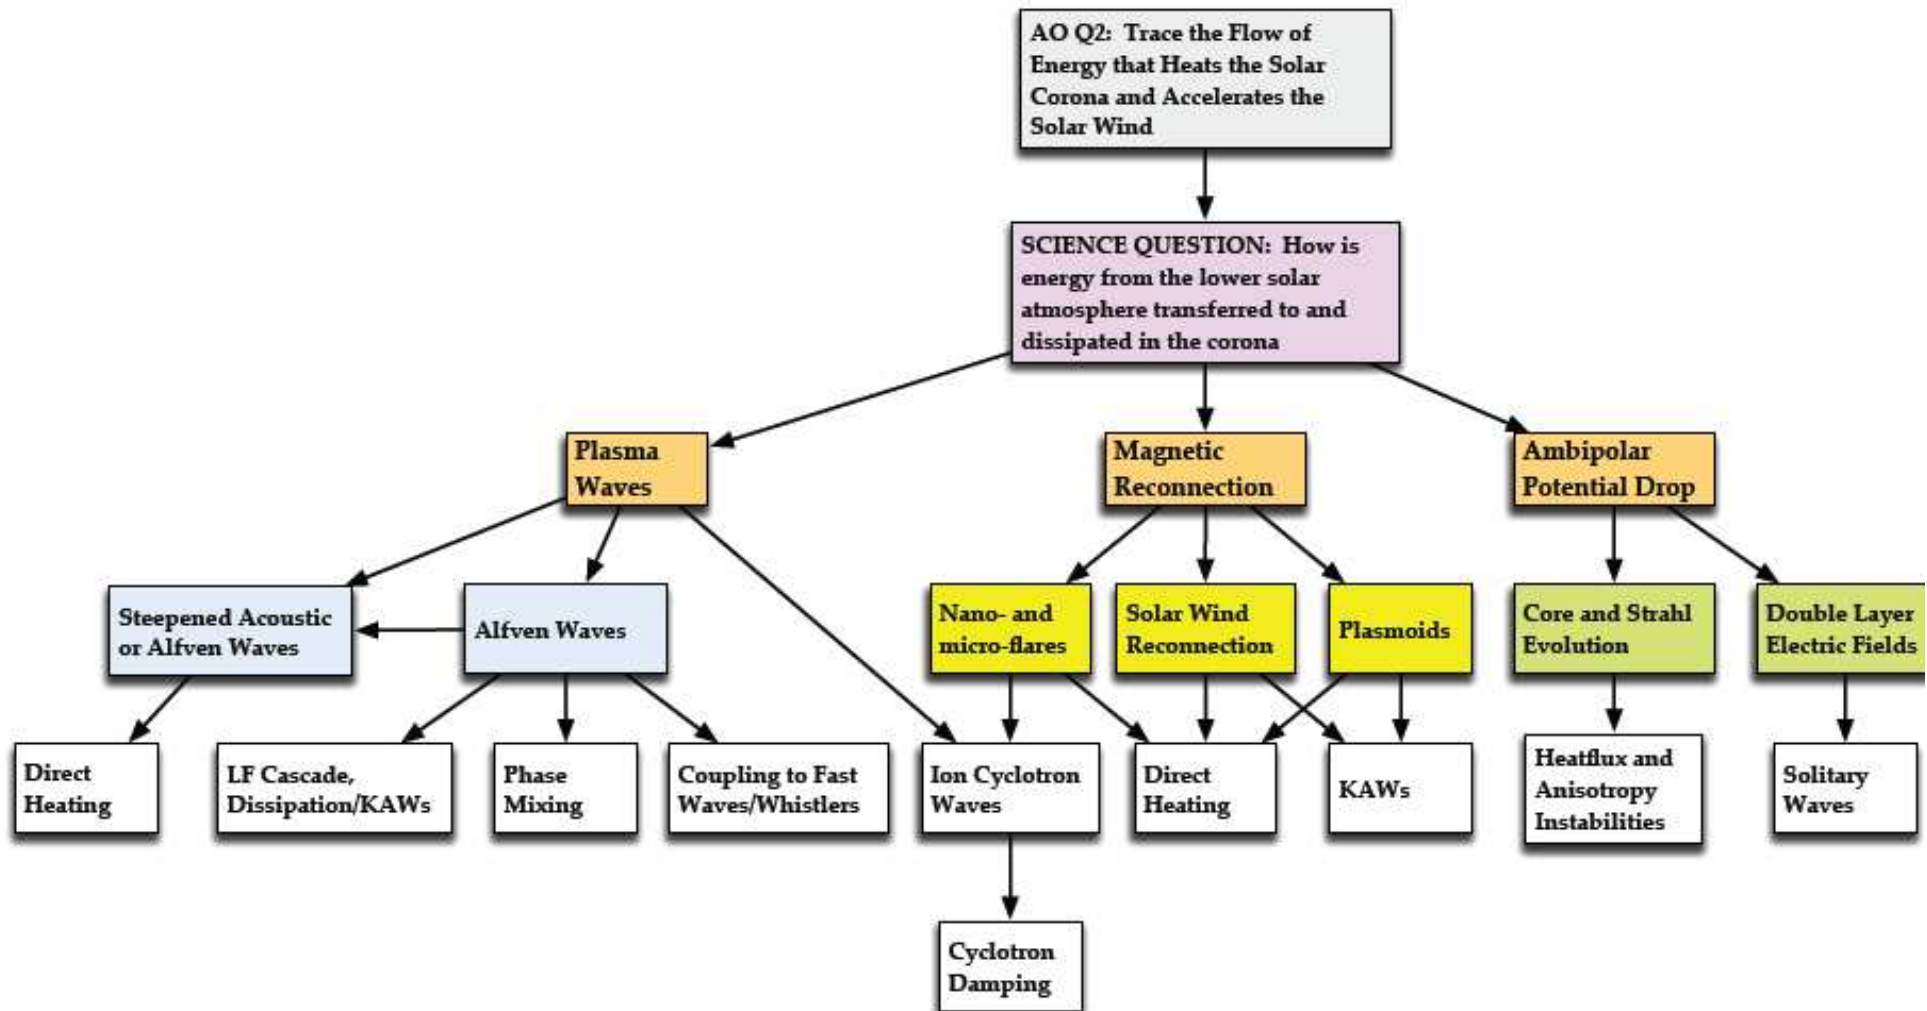 AO Q2: Trace the Flow of
Energy that Heats the Solar
Corona and Accelerates the
Solar Wind
SCIENCE QUESTION: How is
energy from the lower solar
atmosphere transferred to and
dissipated in the corona
Plasma
Waves
Magnetic
Reconnection
Ambipolar
Potential Drop
Steepened Acoustic
or Alfven Waves
Alfven Waves
Nano- and
micro-flares
Solar Wind
Reconnection
Plasmoids
Core and Strahl
Evolution
Double Layer
Electric Fields
Direct
Heating
LF Cascade,
Dissipation/KAWs
Phase
Mixing
Coupling to Fast
Waves/Whistlers
Ion Cyclotron
Waves
Direct
Heating
KAWs
Heatflux and
Anisotropy
Instabilities
Solitary
Waves
Cyclotron
Damping